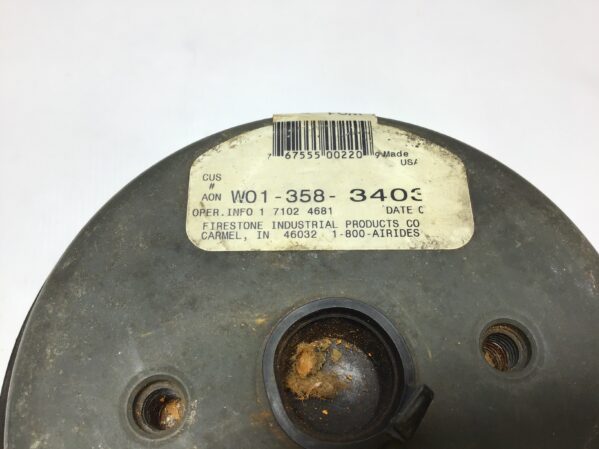 7 67555 00220 9 Made
USA
CUS
#
AON W01-358- 3403
OPER.INFO 1 7102 4681 DATE C
FIRESTONE INDUSTRIAL PRODUCTS CO
CARMEL, IN 46032 1-800-AIRIDES